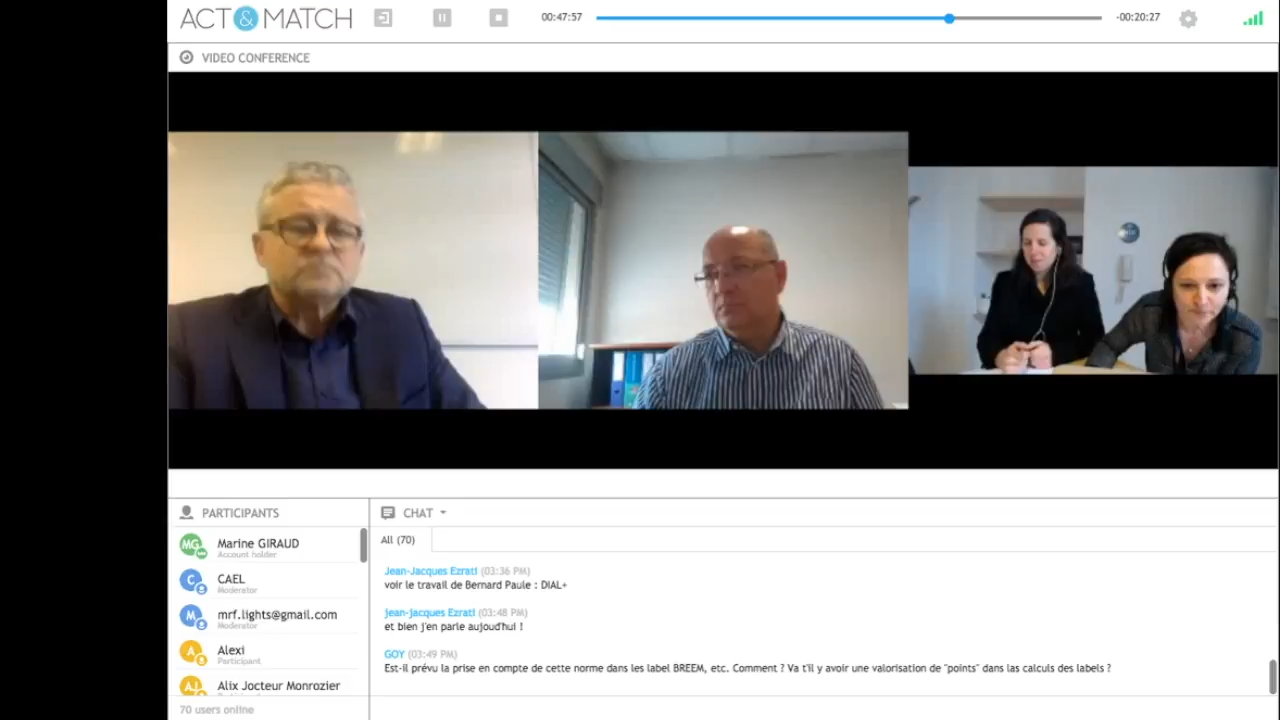 ACT & MATCH
00:47:57
-00:20:27
VIDEO CONFERENCE
PARTICIPANTS
MG Marine GIRAUD
Account holder
C CAEL
Moderator
M mrf.lights@gmail.com
Moderator
A Alexi
Participant
AJ Alix Jocteur Monrozier
70 users online
CHAT
All (70)
Jean-Jacques Ezrati (03:36 PM)
voir le travail de Bernard Paule : DIAL+
jean-jacques Ezrati (03:48 PM)
et bien j'en parle aujourd'hui !
GOY (03:49 PM)
Est-il prévu la prise en compte de cette norme dans les label BREEM, etc. Comment ? Va t'il y avoir une valorisation de "points" dans las calculs des labels ?